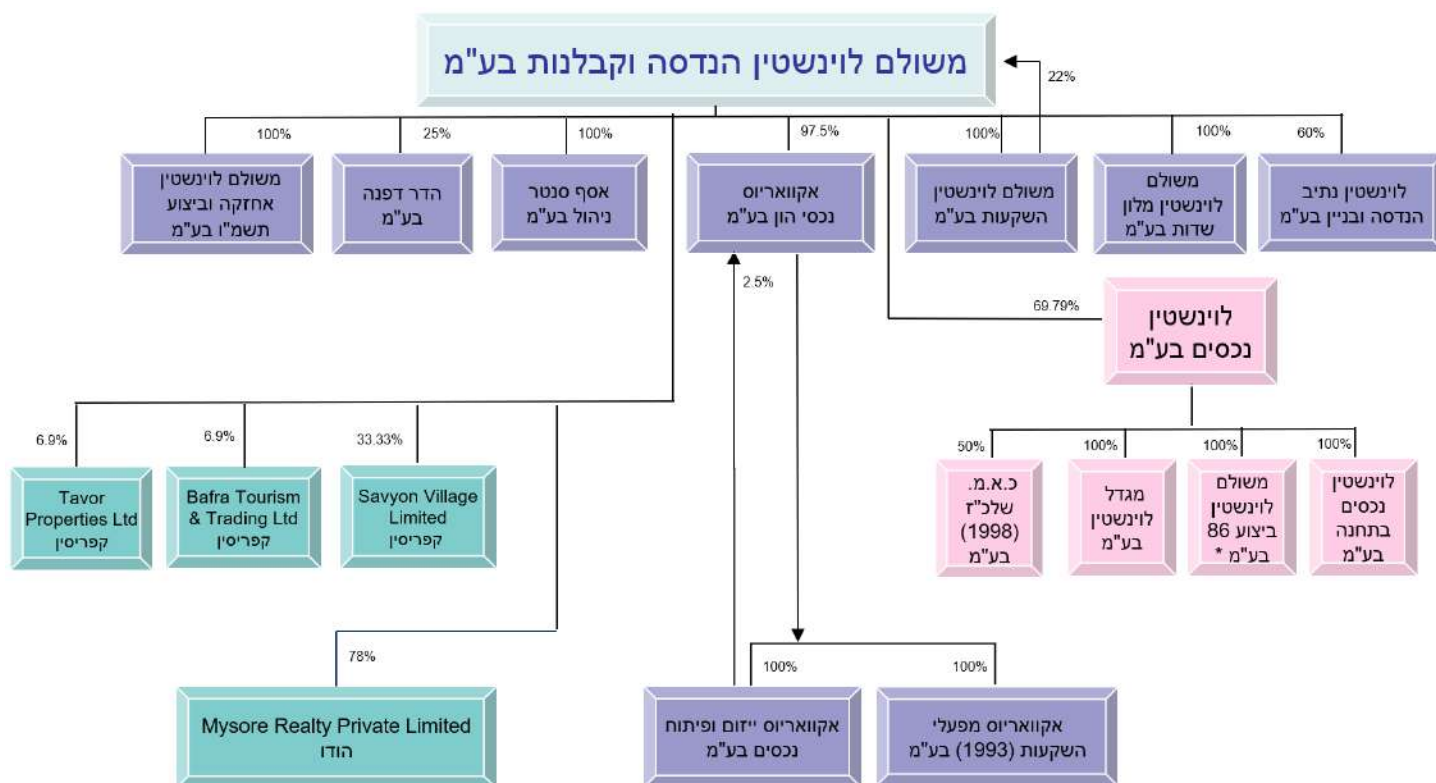 משולם לוינשטין הנדסה וקבלנות בע"מ
22%
100%
25%
100%
97.5%
100%
100%
60%
משולם לוינשטין
אחזקה וביצוע
תשמ"ו בע"מ
הדר דפנה
בע"מ
אסף סנטר
ניהול בע"מ
אקוואריוס
נכסי הון בע"מ
משולם לוינשטין
השקעות בע"מ
משולם
לוינשטין מלון
שדות בע"מ
לוינשטין נתיב
הנדסה ובניין בע"מ
2.5%
69.79%
לוינשטין
נכסים בע"מ
6.9%
6.9%
33.33%
Tavor
Properties Ltd
קפריסין
Bafra Tourism
& Trading Ltd
קפריסין
Savyon Village
Limited
קפריסין
50%
100%
100%
100%
כ.א.מ.
שלכ"ז
(1998)
בע"מ
מגדל
לוינשטין
בע"מ
משולם
לוינשטין
ביצוע 86
בע"מ *
לוינשטין
נכסים
בתחנה
בע"מ
78%
100%
100%
Mysore Realty Private Limited
הודו
אקוואריוס ייזום ופיתוח
נכסים בע"מ
אקוואריוס מפעלי
השקעות (1993) בע"מ